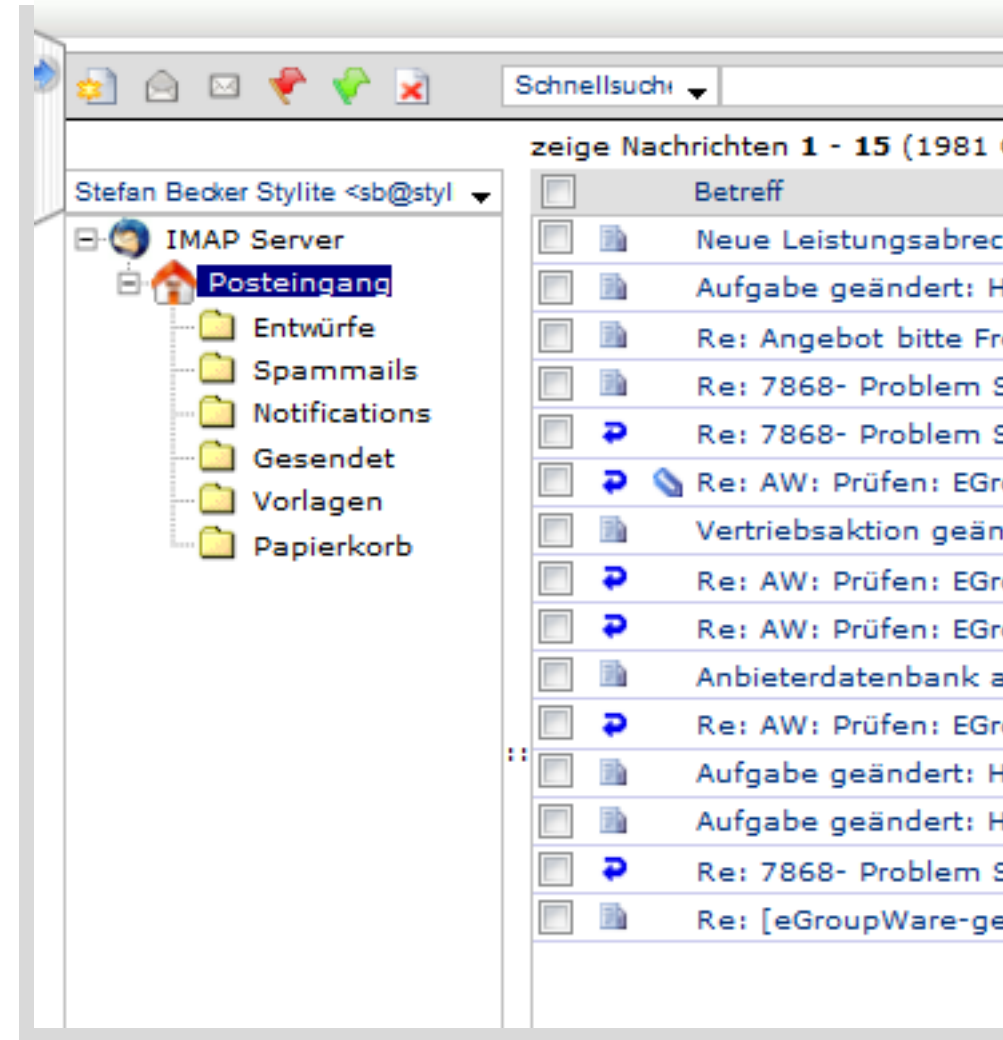 Schnellsuche
zeige Nachrichten 1 - 15 (1981
Stefan Becker Stylite <sb@styl
IMAP Server
Posteingang
Entwürfe
Spammails
Notifications
Gesendet
Vorlagen
Papierkorb
Betreff
Neue Leistungsabrec
Aufgabe geändert: H
Re: Angebot bitte Fr
Re: 7868- Problem S
Re: 7868- Problem S
Re: AW: Prüfen: EGr
Vertriebsaktion geän
Re: AW: Prüfen: EGr
Re: AW: Prüfen: EGr
Anbieterdatenbank a
Re: AW: Prüfen: EGr
Aufgabe geändert: H
Aufgabe geändert: H
Re: 7868- Problem S
Re: [eGroupWare-ge